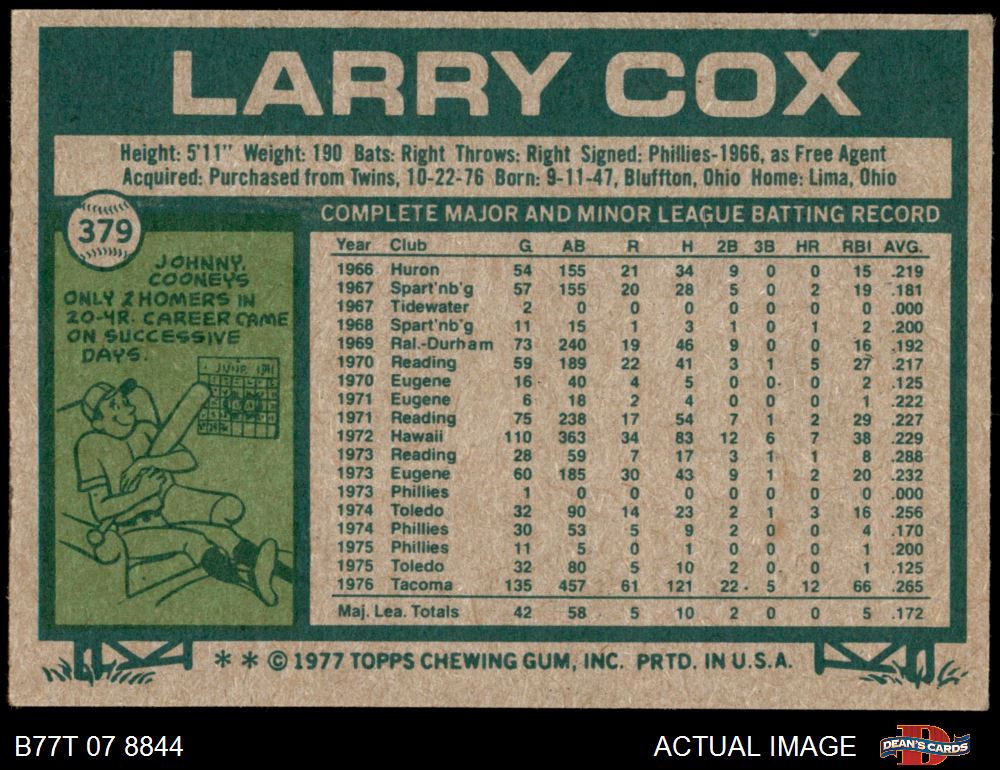 LARRY COX
Height: 5'11" Weight: 190 Bats: Right Throws: Right Signed: Phillies-1966, as Free Agent
Acquired: Purchased from Twins, 10-22-76 Born: 9-11-47, Bluffton, Ohio Home: Lima, Ohio
379
JOHNNY
COONEYS
ONLY 2 HOMERS IN
20-YR. CAREER CAME
ON SUCCESSIVE
DAYS.
JUNE
COMPLETE MAJOR AND MINOR LEAGUE BATTING RECORD
Year Club G. AB R H 2B 3B HR RBI AVG.
1966 Huron 54 155 21 34 9 0 0 15 .219
1967 Spart'nb'g 57 155 20 28 5 0 2 19 .181
1967 Tidewater 2 0 0 0 0 0 0 0 .000
1968 Spart'nb'g 11 15 1 3 1 0 1 2 .200
1969 Ral.-Durham 73 240 19 46 9 0 0 16 .192
1970 Reading 59 189 22 41 3 1 5 27 .217
1970 Eugene 16 40 4 5 0 0 0 2 .125
1971 Eugene 6 18 2 4 0 0 0 1 .222
1971 Reading 75 238 17 54 7 1 2 29 .227
1972 Hawaii 110 363 34 83 12 6 7 38 .229
1973 Reading 28 59 7 17 3 1 1 8 .288
1973 Eugene 60 185 30 43 9 1 2 20 .232
1973 Phillies 1 0 0 0 0 0 0 0 .000
1974 Toledo 32 90 14 23 2 1 3 16 .256
1974 Phillies 30 53 5 9 2 0 0 4 .170
1975 Phillies 11 5 0 1 0 0 0 1 .200
1975 Toledo 32 80 5 10 2 0 0 1 .125
1976 Tacoma 135 457 61 121 22 5 12 66 .265
Maj. Lea. Totals 42 58 5 10 2 0 0 5 .172
* * © 1977 TOPPS CHEWING GUM, INC. PRTD. IN U.S.A.
B77T 07 8844
ACTUAL IMAGE
D
DEAN'S CARDS